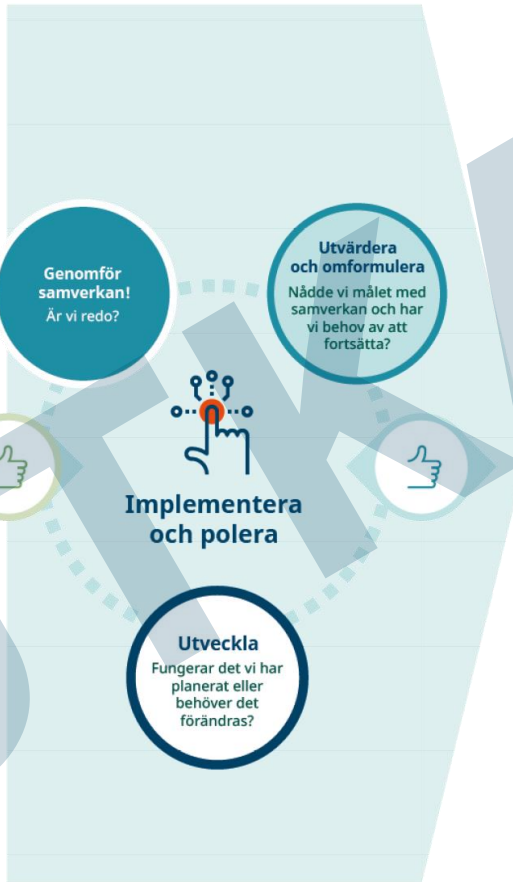 Genomför
samverkan!
Är vi redo?
Utvärdera
och omformulera
Nådde vi målet med
samverkan och har
vi behov av att
fortsätta?
Implementera
och polera
Utveckla
Fungerar det vi har
planerat eller
behöver det
förändras?